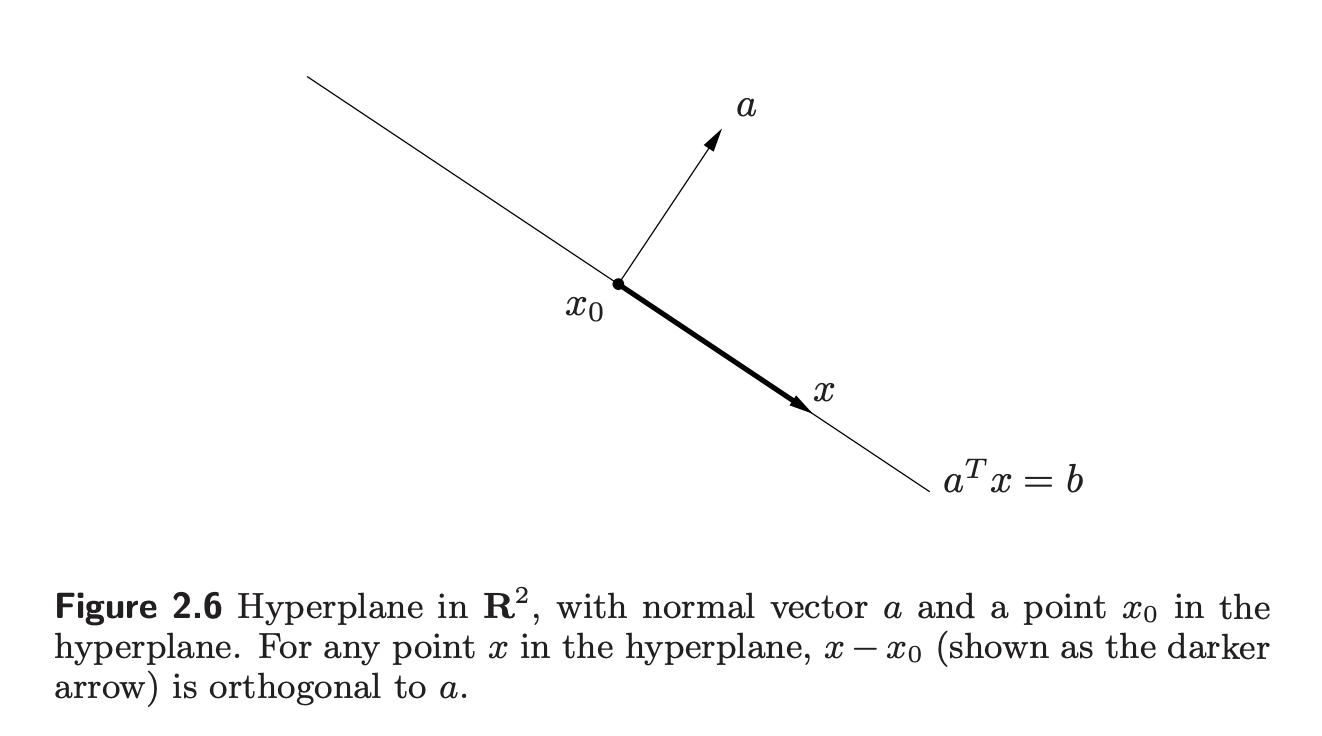 a
x₀
x
aᵀx = b
Figure 2.6 Hyperplane in R², with normal vector a and a point x₀ in the
hyperplane. For any point x in the hyperplane, x − x₀ (shown as the darker
arrow) is orthogonal to a.